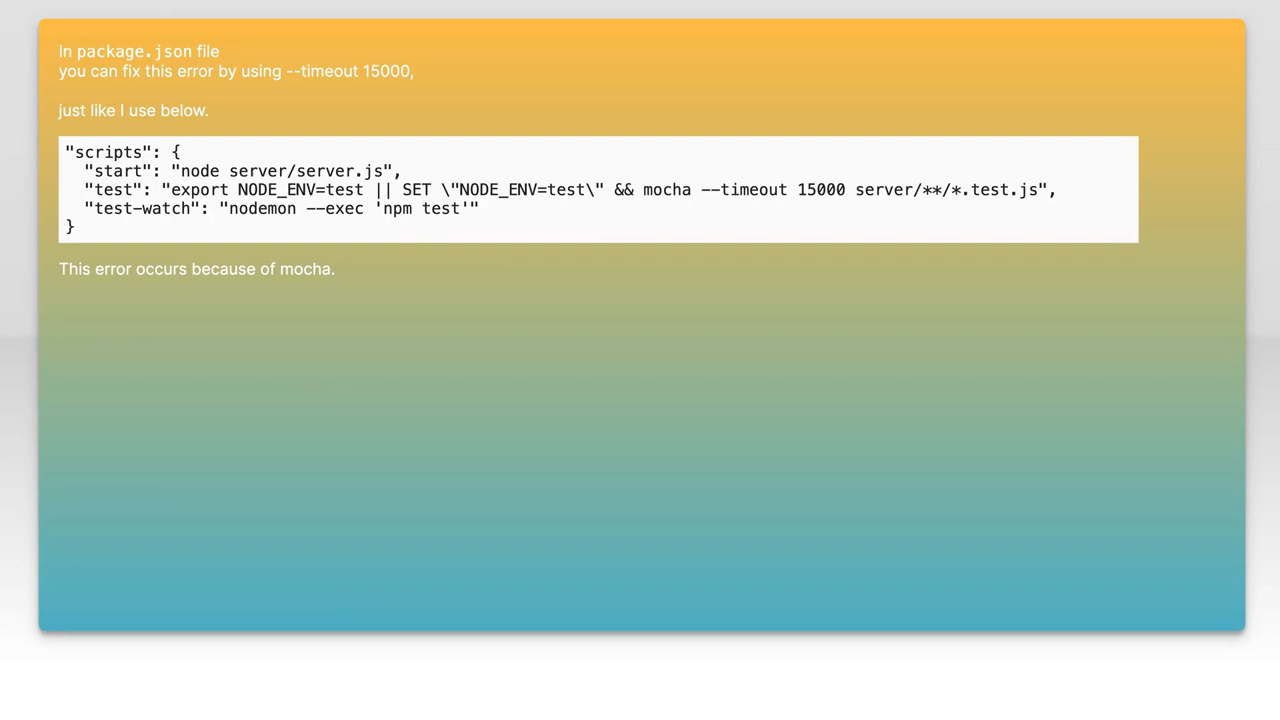 In package.json file
you can fix this error by using --timeout 15000,
just like I use below.
"scripts": {
  "start": "node server/server.js",
  "test": "export NODE_ENV=test || SET \"NODE_ENV=test\" && mocha --timeout 15000 server/**/*.test.js",
  "test-watch": "nodemon --exec 'npm test'"
}
This error occurs because of mocha.